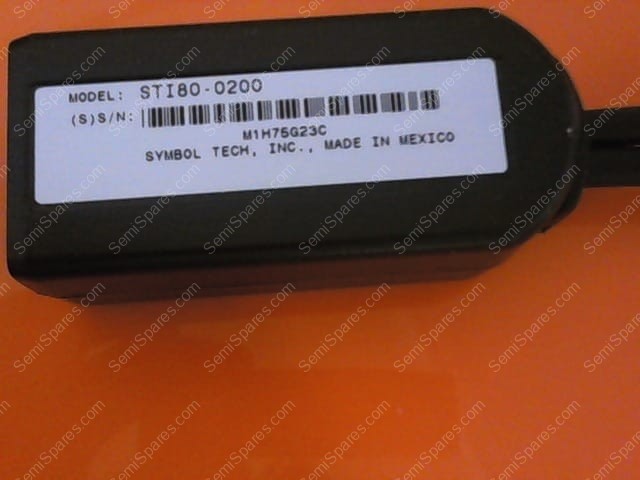 MODEL: STI80-0200
(S)S/N:
M1H75G23C
SYMBOL TECH, INC., MADE IN MEXICO
SemiSpares.com